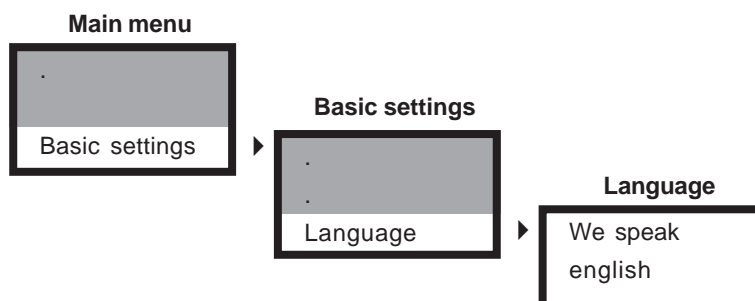 Main menu
.
Basic settings
Basic settings
.
.
Language
Language
We speak
english